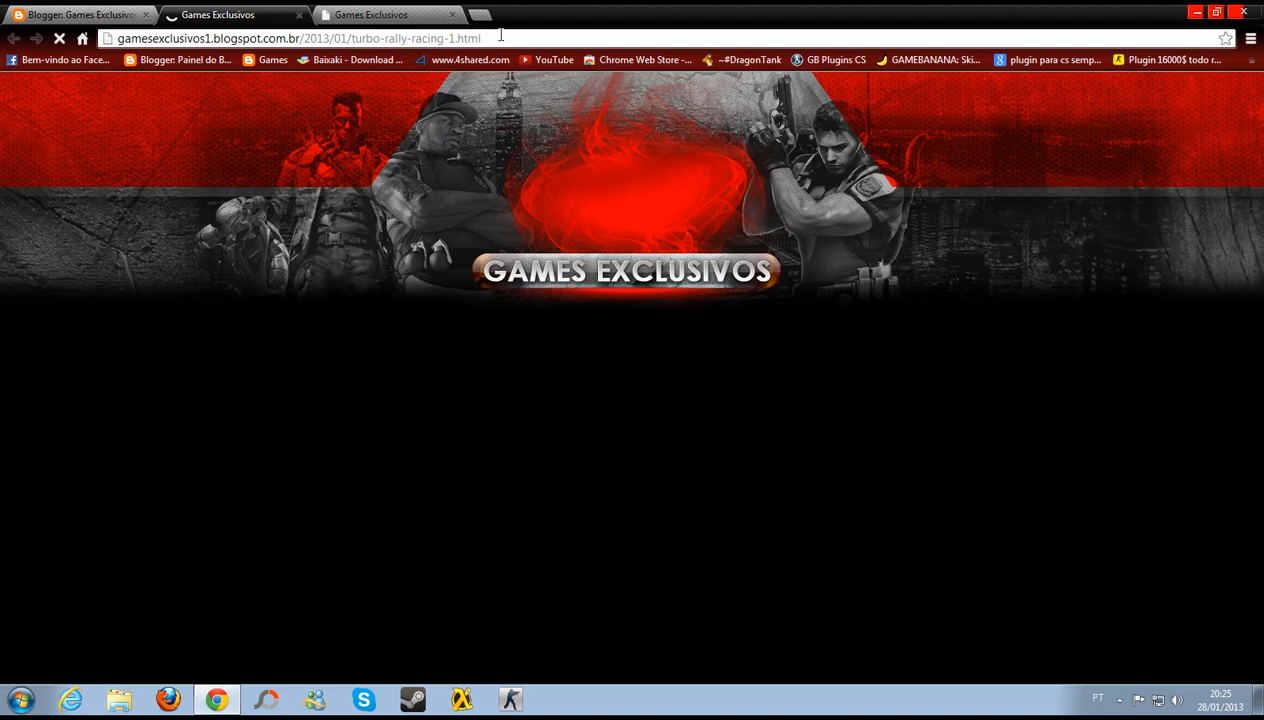 Blogger: Games Exclusivos
Games Exclusivos
Games Exclusivos
gamesexclusivos1.blogspot.com.br/2013/01/turbo-rally-racing-1.html
Bem-vindo ao Face...
Blogger: Painel do B...
Games
Baixaki - Download ...
www.4shared.com
YouTube
Chrome Web Store -...
~#DragonTank
GB Plugins CS
GAMEBANANA: Ski...
plugin para cs semp...
Plugin 16000$ todo r...
»
GAMES EXCLUSIVOS
PT
20:25
28/01/2013